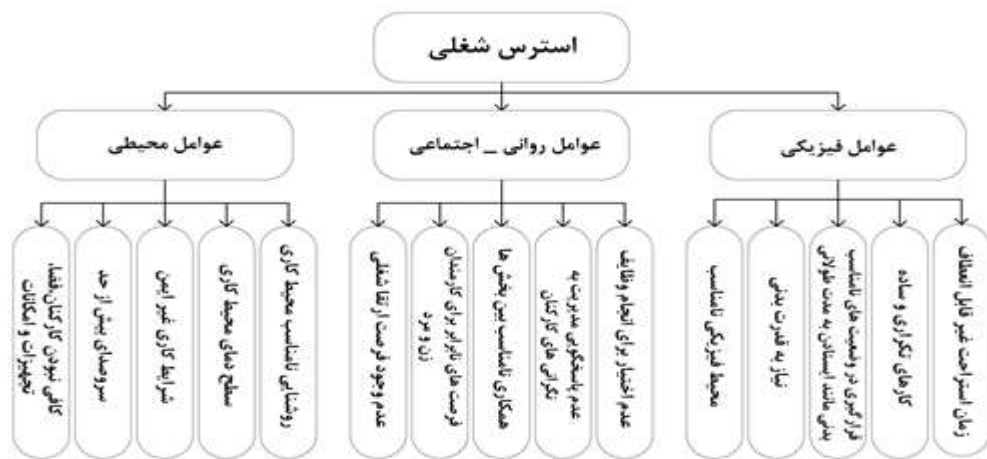 استرس شغلی
عوامل فیزیکی
عوامل روانی _ اجتماعی
عوامل محیطی
زمان استراحت غیر قابل انعطاف
کارهای تکراری و ساده
قرارگیری در وضعیت های نامناسب
بدنی مانند ایستادن به مدت طولانی
نیاز به قدرت بدنی
محیط فیزیکی نامناسب
عدم اختیار برای انجام وظایف
عدم پاسخگویی مدیریت به
نگرانی های کارکنان
همکاری نامناسب بین بخش ها
فرصت های نابرابر برای کارمندان
زن و مرد
عدم وجود فرصت ارتقا شغلی
روشنایی نامناسب محیط کاری
سطح دمای محیط کاری
شرایط کاری غیر ایمن
سروصدای بیش از حد
کافی نبودن کارکنان،فضا،
تجهیزات و امکانات